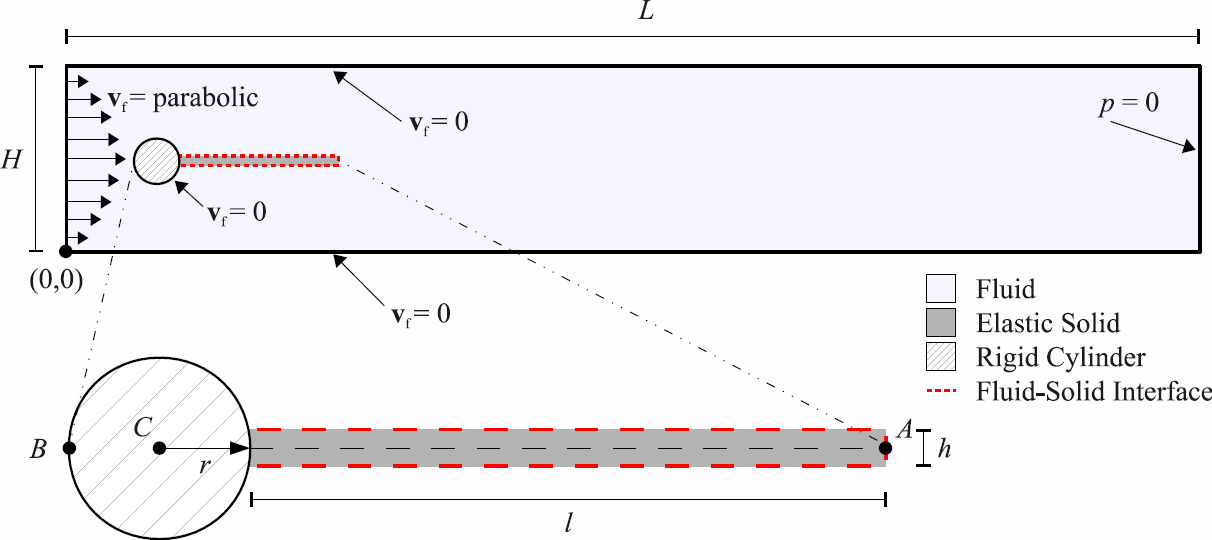 L
v_f = parabolic
v_f = 0
p = 0
H
v_f = 0
(0,0)
v_f = 0
Fluid
Elastic Solid
Rigid Cylinder
Fluid-Solid Interface
B
C
A
r
h
l